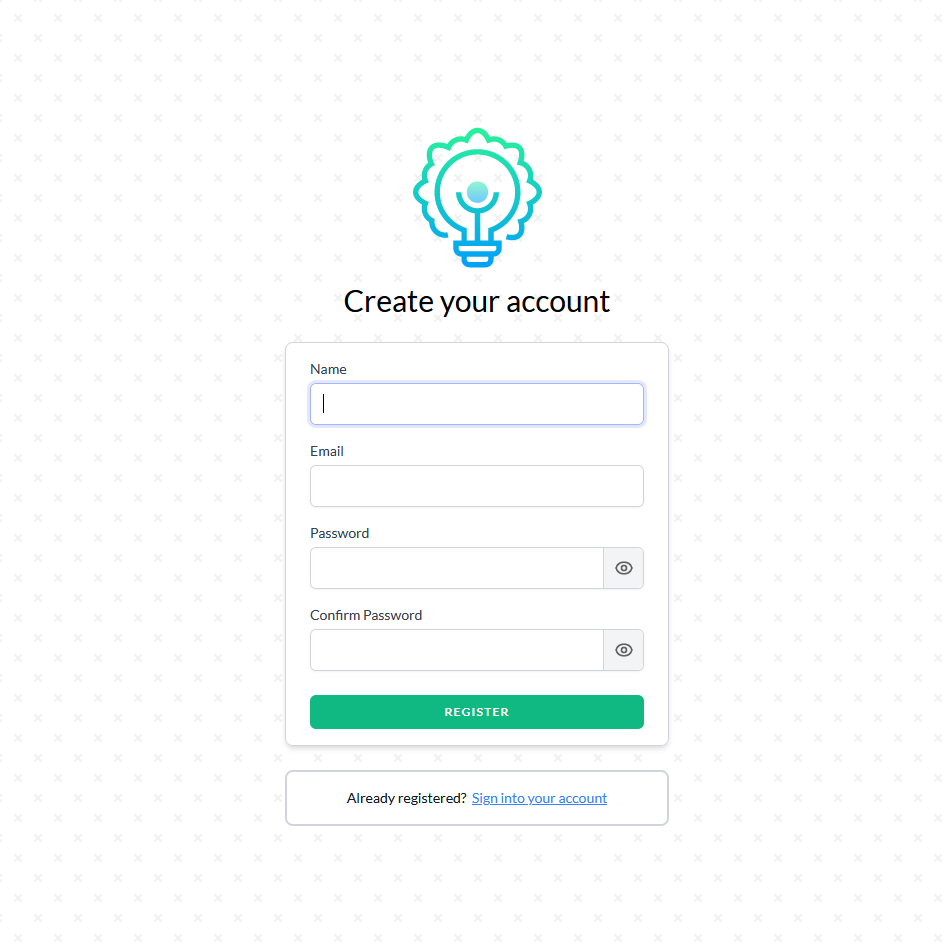 Create your account
Name
Email
Password
Confirm Password
REGISTER
Already registered? Sign into your account